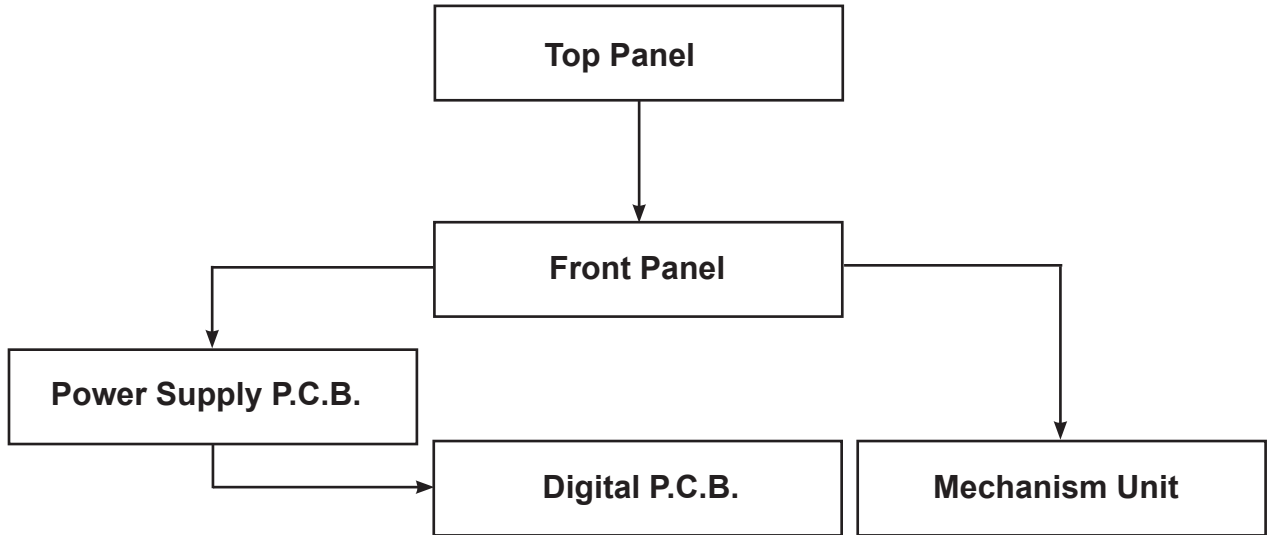 Top Panel
Front Panel
Power Supply P.C.B.
Digital P.C.B.
Mechanism Unit